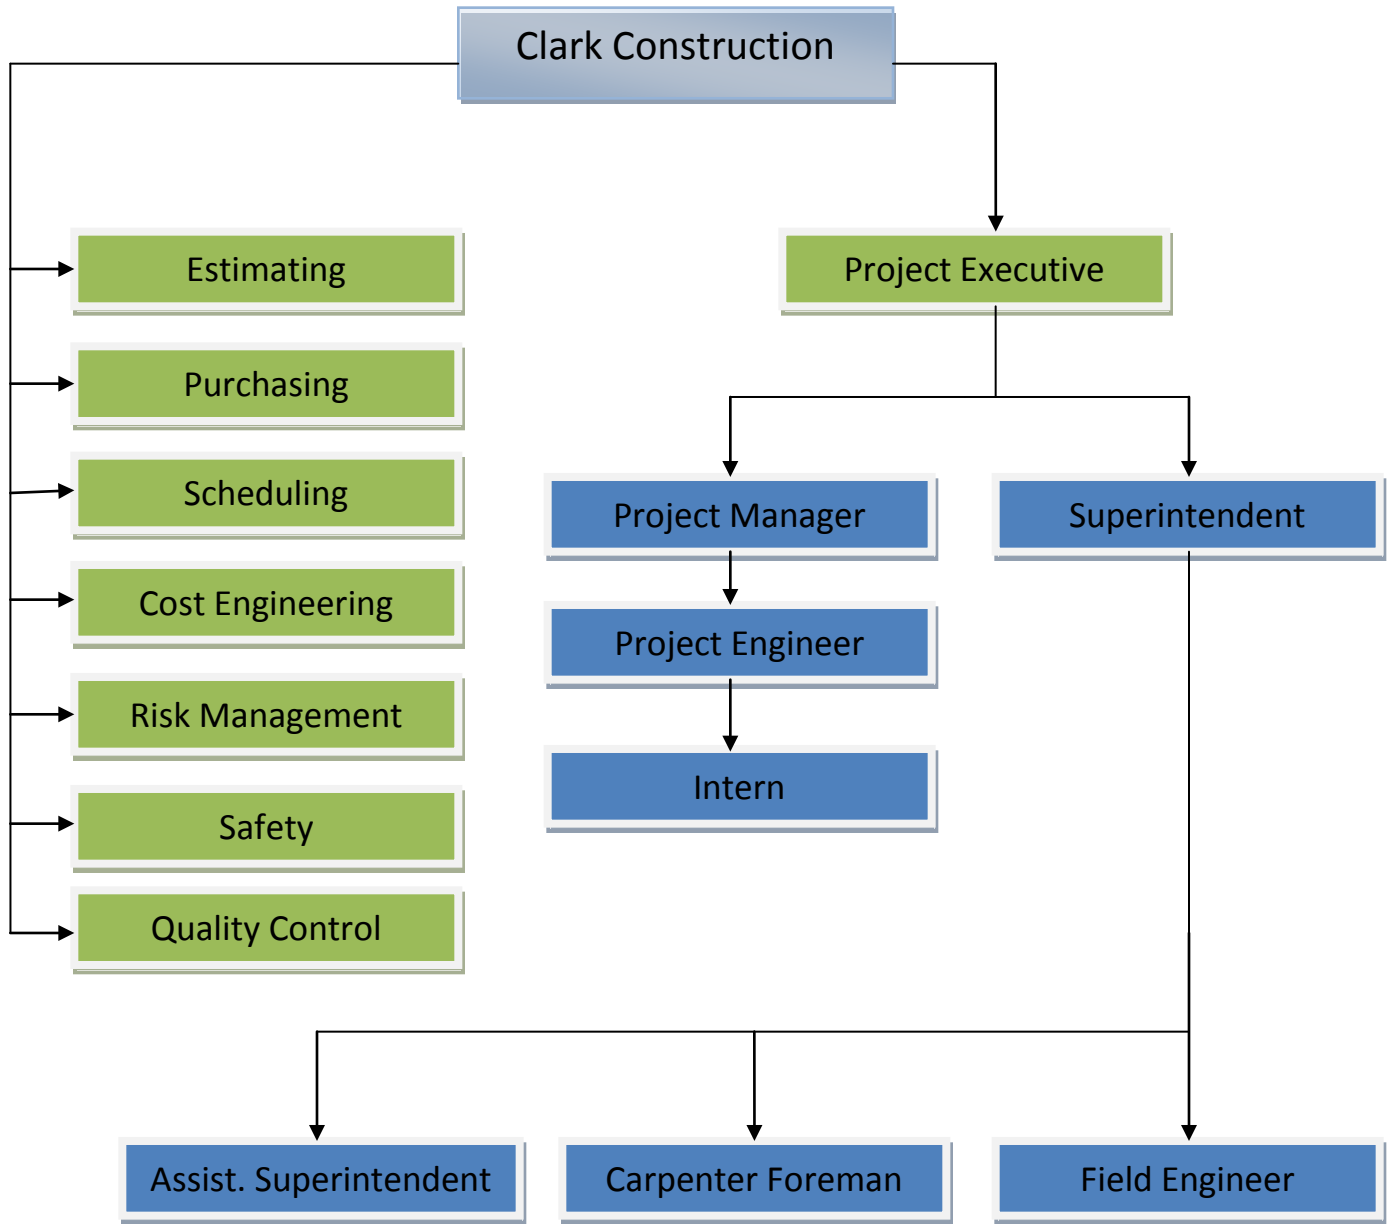 Clark Construction
Estimating
Project Executive
Purchasing
Scheduling
Project Manager
Superintendent
Cost Engineering
Project Engineer
Risk Management
Intern
Safety
Quality Control
Assist. Superintendent
Carpenter Foreman
Field Engineer